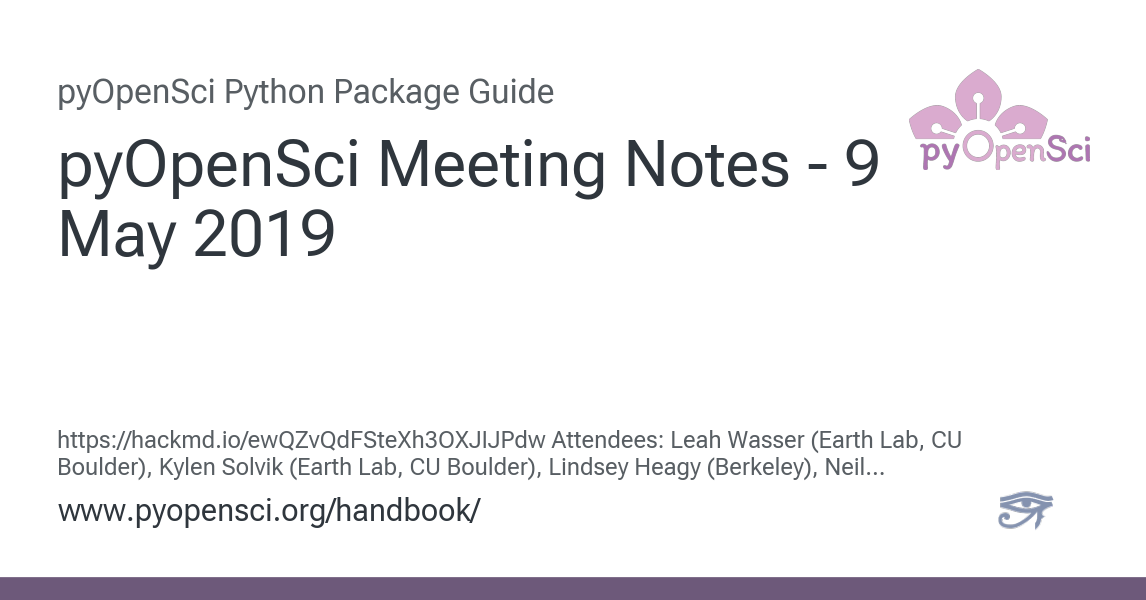 pyOpenSci Python Package Guide
pyOpenSci Meeting Notes - 9
May 2019
pyOpenSci
https://hackmd.io/ewQZvQdFSteXh3OXJIJPdw Attendees: Leah Wasser (Earth Lab, CU
Boulder), Kylen Solvik (Earth Lab, CU Boulder), Lindsey Heagy (Berkeley), Neil...
www.pyopensci.org/handbook/